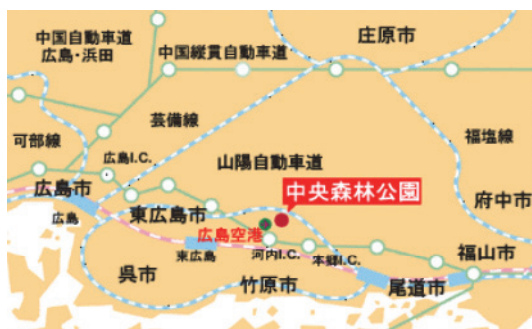 中国自動車道
広島・浜田
中国縦貫自動車道
庄原市
芸備線
可部線
広島I.C.
福塩線
山陽自動車道
中央森林公園
広島市
広島
東広島市
府中市
広島空港
東広島
河内I.C.
本郷I.C.
福山市
呉市
竹原市
尾道市